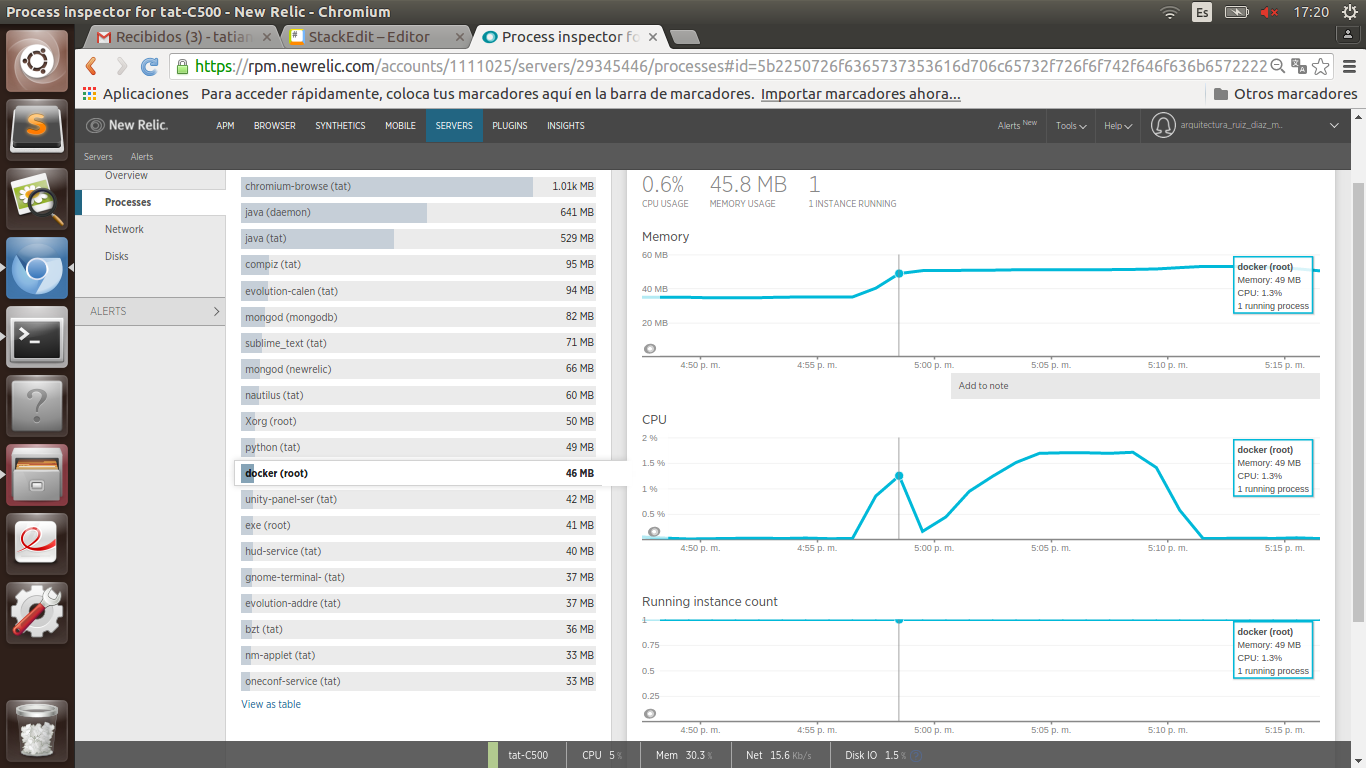 Process inspector for tat-C500 - New Relic - Chromium
Es
17:20
Recibidos (3) - tatian
StackEdit – Editor
Process inspector fo
https://rpm.newrelic.com/accounts/1111025/servers/29345446/processes#id=5b2250726f6365737353616d706c65732f726f6f742f646f636b6572222
Aplicaciones
Para acceder rápidamente, coloca tus marcadores aquí en la barra de marcadores.
Importar marcadores ahora...
Otros marcadores
New Relic.
APM
BROWSER
SYNTHETICS
MOBILE
SERVERS
PLUGINS
INSIGHTS
Alerts New
Tools
Help
arquitectura_ruiz_diaz_m..
Servers
Alerts
Overview
Processes
Network
Disks
ALERTS
chromium-browse (tat) 1.01k MB
java (daemon) 641 MB
java (tat) 529 MB
compiz (tat) 95 MB
evolution-calen (tat) 94 MB
mongod (mongodb) 82 MB
sublime_text (tat) 71 MB
mongod (newrelic) 66 MB
nautilus (tat) 60 MB
Xorg (root) 50 MB
python (tat) 49 MB
docker (root) 46 MB
unity-panel-ser (tat) 42 MB
exe (root) 41 MB
hud-service (tat) 40 MB
gnome-terminal- (tat) 37 MB
evolution-addre (tat) 37 MB
bzt (tat) 36 MB
nm-applet (tat) 33 MB
oneconf-service (tat) 33 MB
View as table
0.6% 45.8 MB 1
CPU USAGE MEMORY USAGE 1 INSTANCE RUNNING
Memory
60 MB
40 MB
20 MB
docker (root)
Memory: 49 MB
CPU: 1.3%
1 running process
4:50 p. m. 4:55 p. m. 5:00 p. m. 5:05 p. m. 5:10 p. m. 5:15 p. m.
Add to note
CPU
2 %
1.5 %
1 %
0.5 %
docker (root)
Memory: 49 MB
CPU: 1.3%
1 running process
4:50 p. m. 4:55 p. m. 5:00 p. m. 5:05 p. m. 5:10 p. m. 5:15 p. m.
Running instance count
1
0.75
0.5
0.25
docker (root)
Memory: 49 MB
CPU: 1.3%
1 running process
4:50 p. m. 4:55 p. m. 5:00 p. m. 5:05 p. m. 5:10 p. m. 5:15 p. m.
tat-C500 CPU 5 % Mem 30.3 % Net 15.6 Kb/s Disk IO 1.5 %